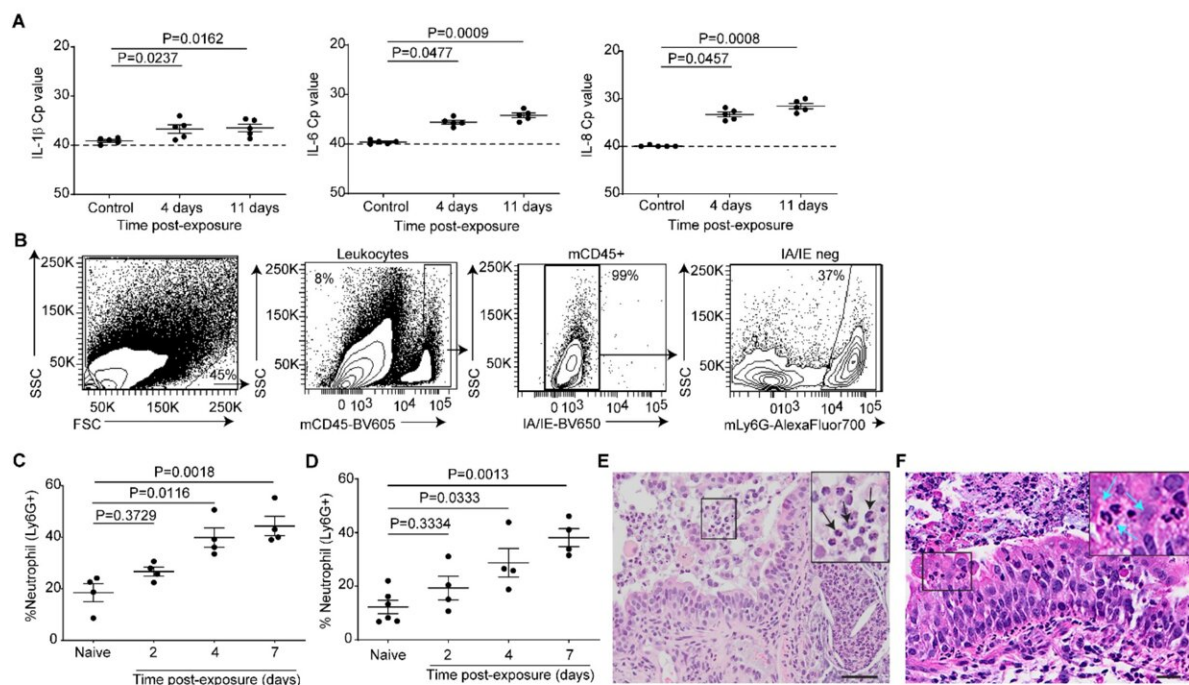 A
P=0.0162
P=0.0237
IL-1β Cp value
20
30
40
50
Control
4 days
11 days
Time post-exposure
P=0.0009
P=0.0477
IL-6 Cp value
20
30
40
50
Control
4 days
11 days
Time post-exposure
P=0.0008
P=0.0457
IL-8 Cp value
20
30
40
50
Control
4 days
11 days
Time post-exposure
B
SSC
250K
150K
50K
45%
50K
150K
250K
FSC
Leukocytes
8%
SSC
250K
150K
50K
0 10³
10⁴
10⁵
mCD45-BV605
mCD45+
99%
SSC
250K
150K
50K
0 10³
10⁴
10⁵
IA/IE-BV650
IA/IE neg
37%
SSC
250K
150K
50K
010³
10⁴
10⁵
mLy6G-AlexaFluor700
C
P=0.0018
P=0.0116
P=0.3729
%Neutrophil (Ly6G+)
60
40
20
0
Naive
2
4
7
Time post-exposure (days)
D
P=0.0013
P=0.0333
P=0.3334
% Neutrophil (Ly6G+)
60
40
20
0
Naive
2
4
7
Time post-exposure (days)
E
F